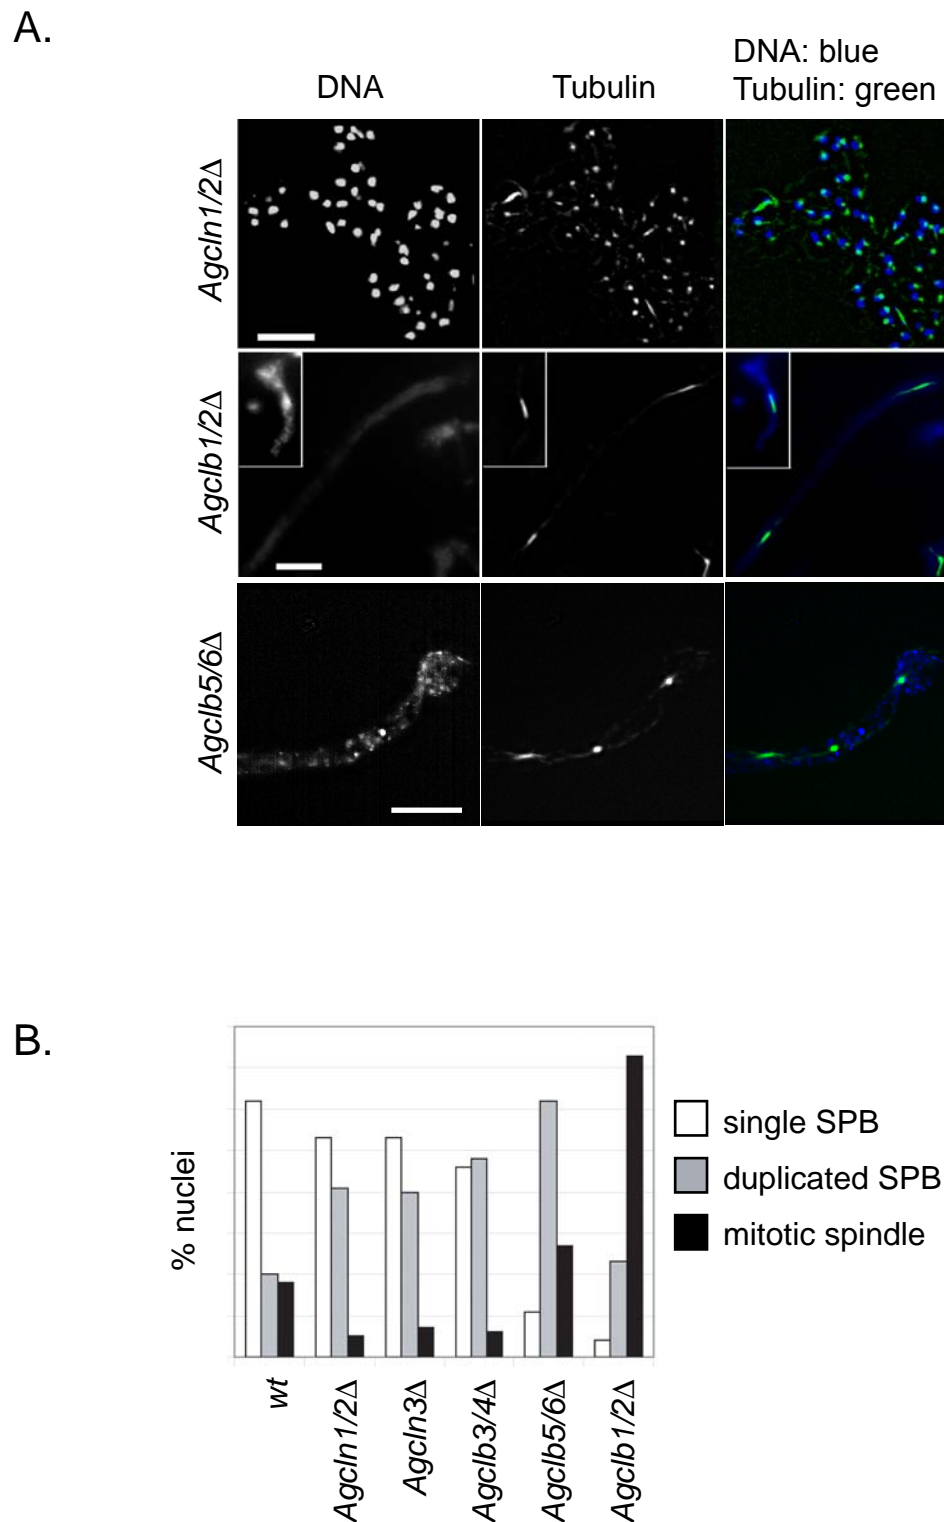 A.
DNA
Tubulin
DNA: blue
Tubulin: green
Agcln1/2Δ
Agclb1/2Δ
Agclb5/6Δ
B.
% nuclei
single SPB
duplicated SPB
mitotic spindle
wt
Agcln1/2Δ
Agcln3Δ
Agclb3/4Δ
Agclb5/6Δ
Agclb1/2Δ